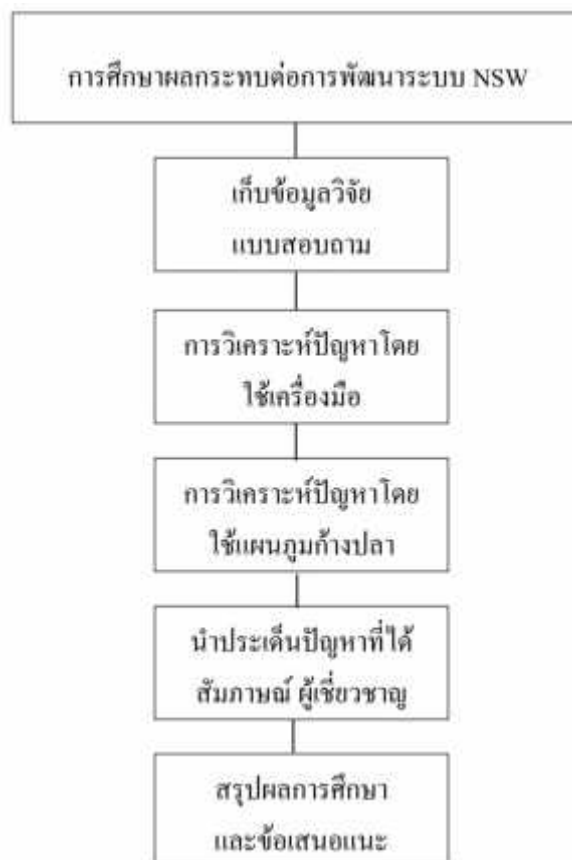 การศึกษาผลกระทบต่อการพัฒนาระบบ NSW
เก็บข้อมูลวิจัย
แบบสอบถาม
การวิเคราะห์ปัญหาโดย
ใช้เครื่องมือ
การวิเคราะห์ปัญหาโดย
ใช้แผนภูมก้างปลา
นำประเด็นปัญหาที่ได้
สัมภาษณ์ ผู้เชี่ยวชาญ
สรุปผลการศึกษา
และข้อเสนอแนะ